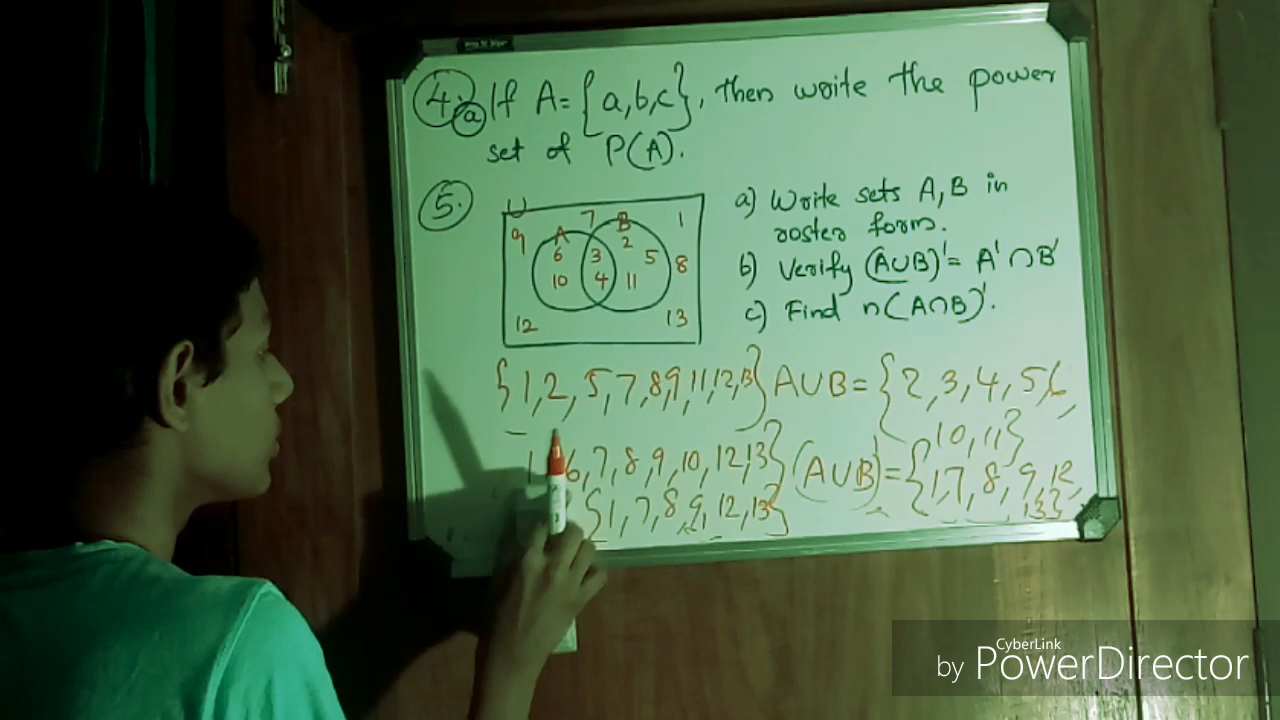 4. a If A = {a,b,c}, then write the power
set of P(A).
5.
U
7
B
1
9
A
2
6
3
5
8
10
4
11
12
13
a) Write sets A, B in
roster form.
b) Verify (A∪B)' = A' ∩ B'
c) Find n(A∩B)'.
{1,2,5,7,8,9,11,12,13}
A∪B = {2,3,4,5,6,
10,11}
6,7,8,9,10,12,13}
{1,7,8,9,12,13}
(A∪B)' = {1,7,8,9,12,
13}
CyberLink
by PowerDirector